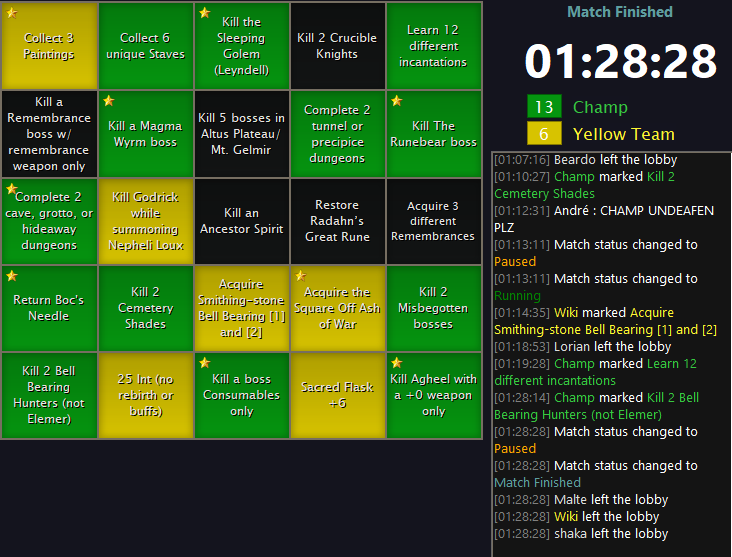 Collect 3
Paintings
Collect 6
unique Staves
Kill the
Sleeping
Golem
(Leyndell)
Kill 2 Crucible
Knights
Learn 12
different
incantations
Kill a
Remembrance
boss w/
remembrance
weapon only
Kill a Magma
Wyrm boss
Kill 5 bosses in
Altus Plateau/
Mt. Gelmir
Complete 2
tunnel or
precipice
dungeons
Kill The
Runebear boss
Complete 2
cave, grotto, or
hideaway
dungeons
Kill Godrick
while
summoning
Nepheli Loux
Kill an
Ancestor Spirit
Restore
Radahn's
Great Rune
Acquire 3
different
Remembrances
Return Boc's
Needle
Kill 2
Cemetery
Shades
Acquire
Smithing-stone
Bell Bearing [1]
and [2]
Acquire the
Square Off Ash
of War
Kill 2
Misbegotten
bosses
Kill 2 Bell
Bearing
Hunters (not
Elemer)
25 Int (no
rebirth or
buffs)
Kill a boss
Consumables
only
Sacred Flask
+6
Kill Agheel with
a +0 weapon
only
Match Finished
01:28:28
13 Champ
6 Yellow Team
[01:07:16] Beardo left the lobby
[01:10:27] Champ marked Kill 2
Cemetery Shades
[01:12:31] André : CHAMP UNDEAFEN
PLZ
[01:13:11] Match status changed to
Paused
[01:13:11] Match status changed to
Running
[01:14:35] Wiki marked Acquire
Smithing-stone Bell Bearing [1] and [2]
[01:18:53] Lorian left the lobby
[01:19:28] Champ marked Learn 12
different incantations
[01:28:14] Champ marked Kill 2 Bell
Bearing Hunters (not Elemer)
[01:28:28] Match status changed to
Paused
[01:28:28] Match status changed to
Match Finished
[01:28:28] Malte left the lobby
[01:28:28] Wiki left the lobby
[01:28:28] shaka left the lobby